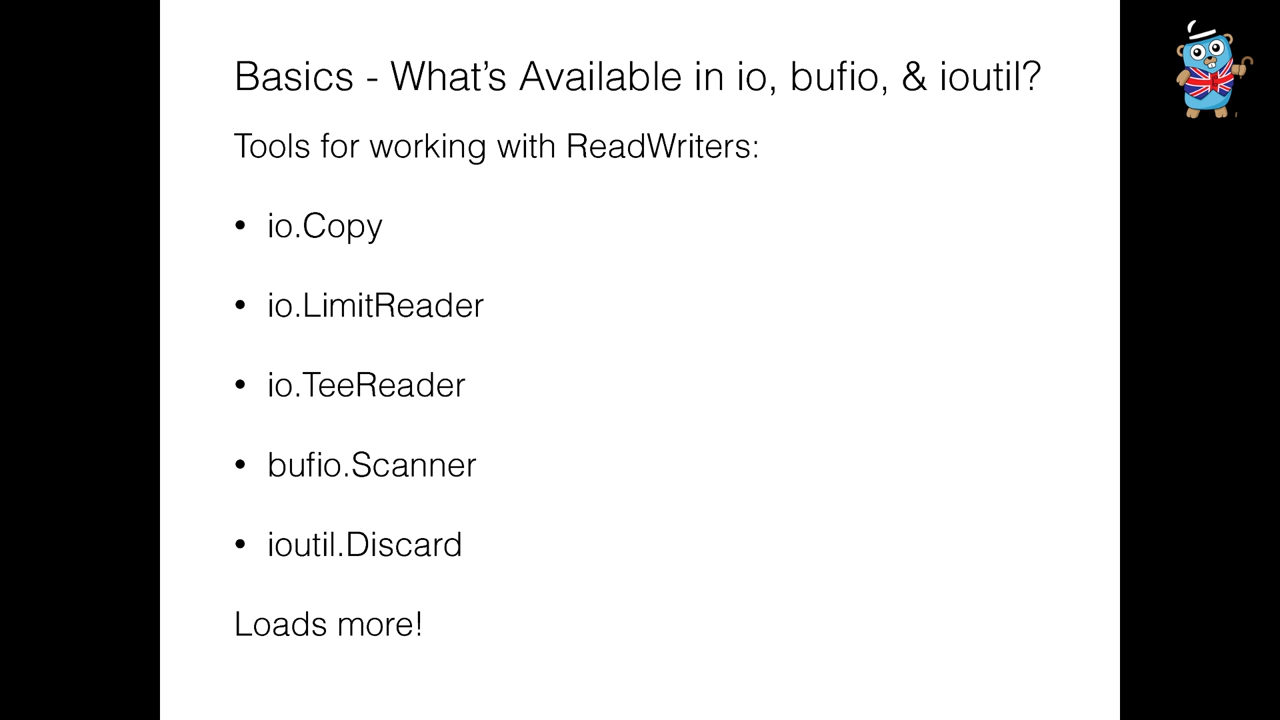 Basics - What’s Available in io, bufio, & ioutil?
Tools for working with ReadWriters:
• io.Copy
• io.LimitReader
• io.TeeReader
• bufio.Scanner
• ioutil.Discard
Loads more!